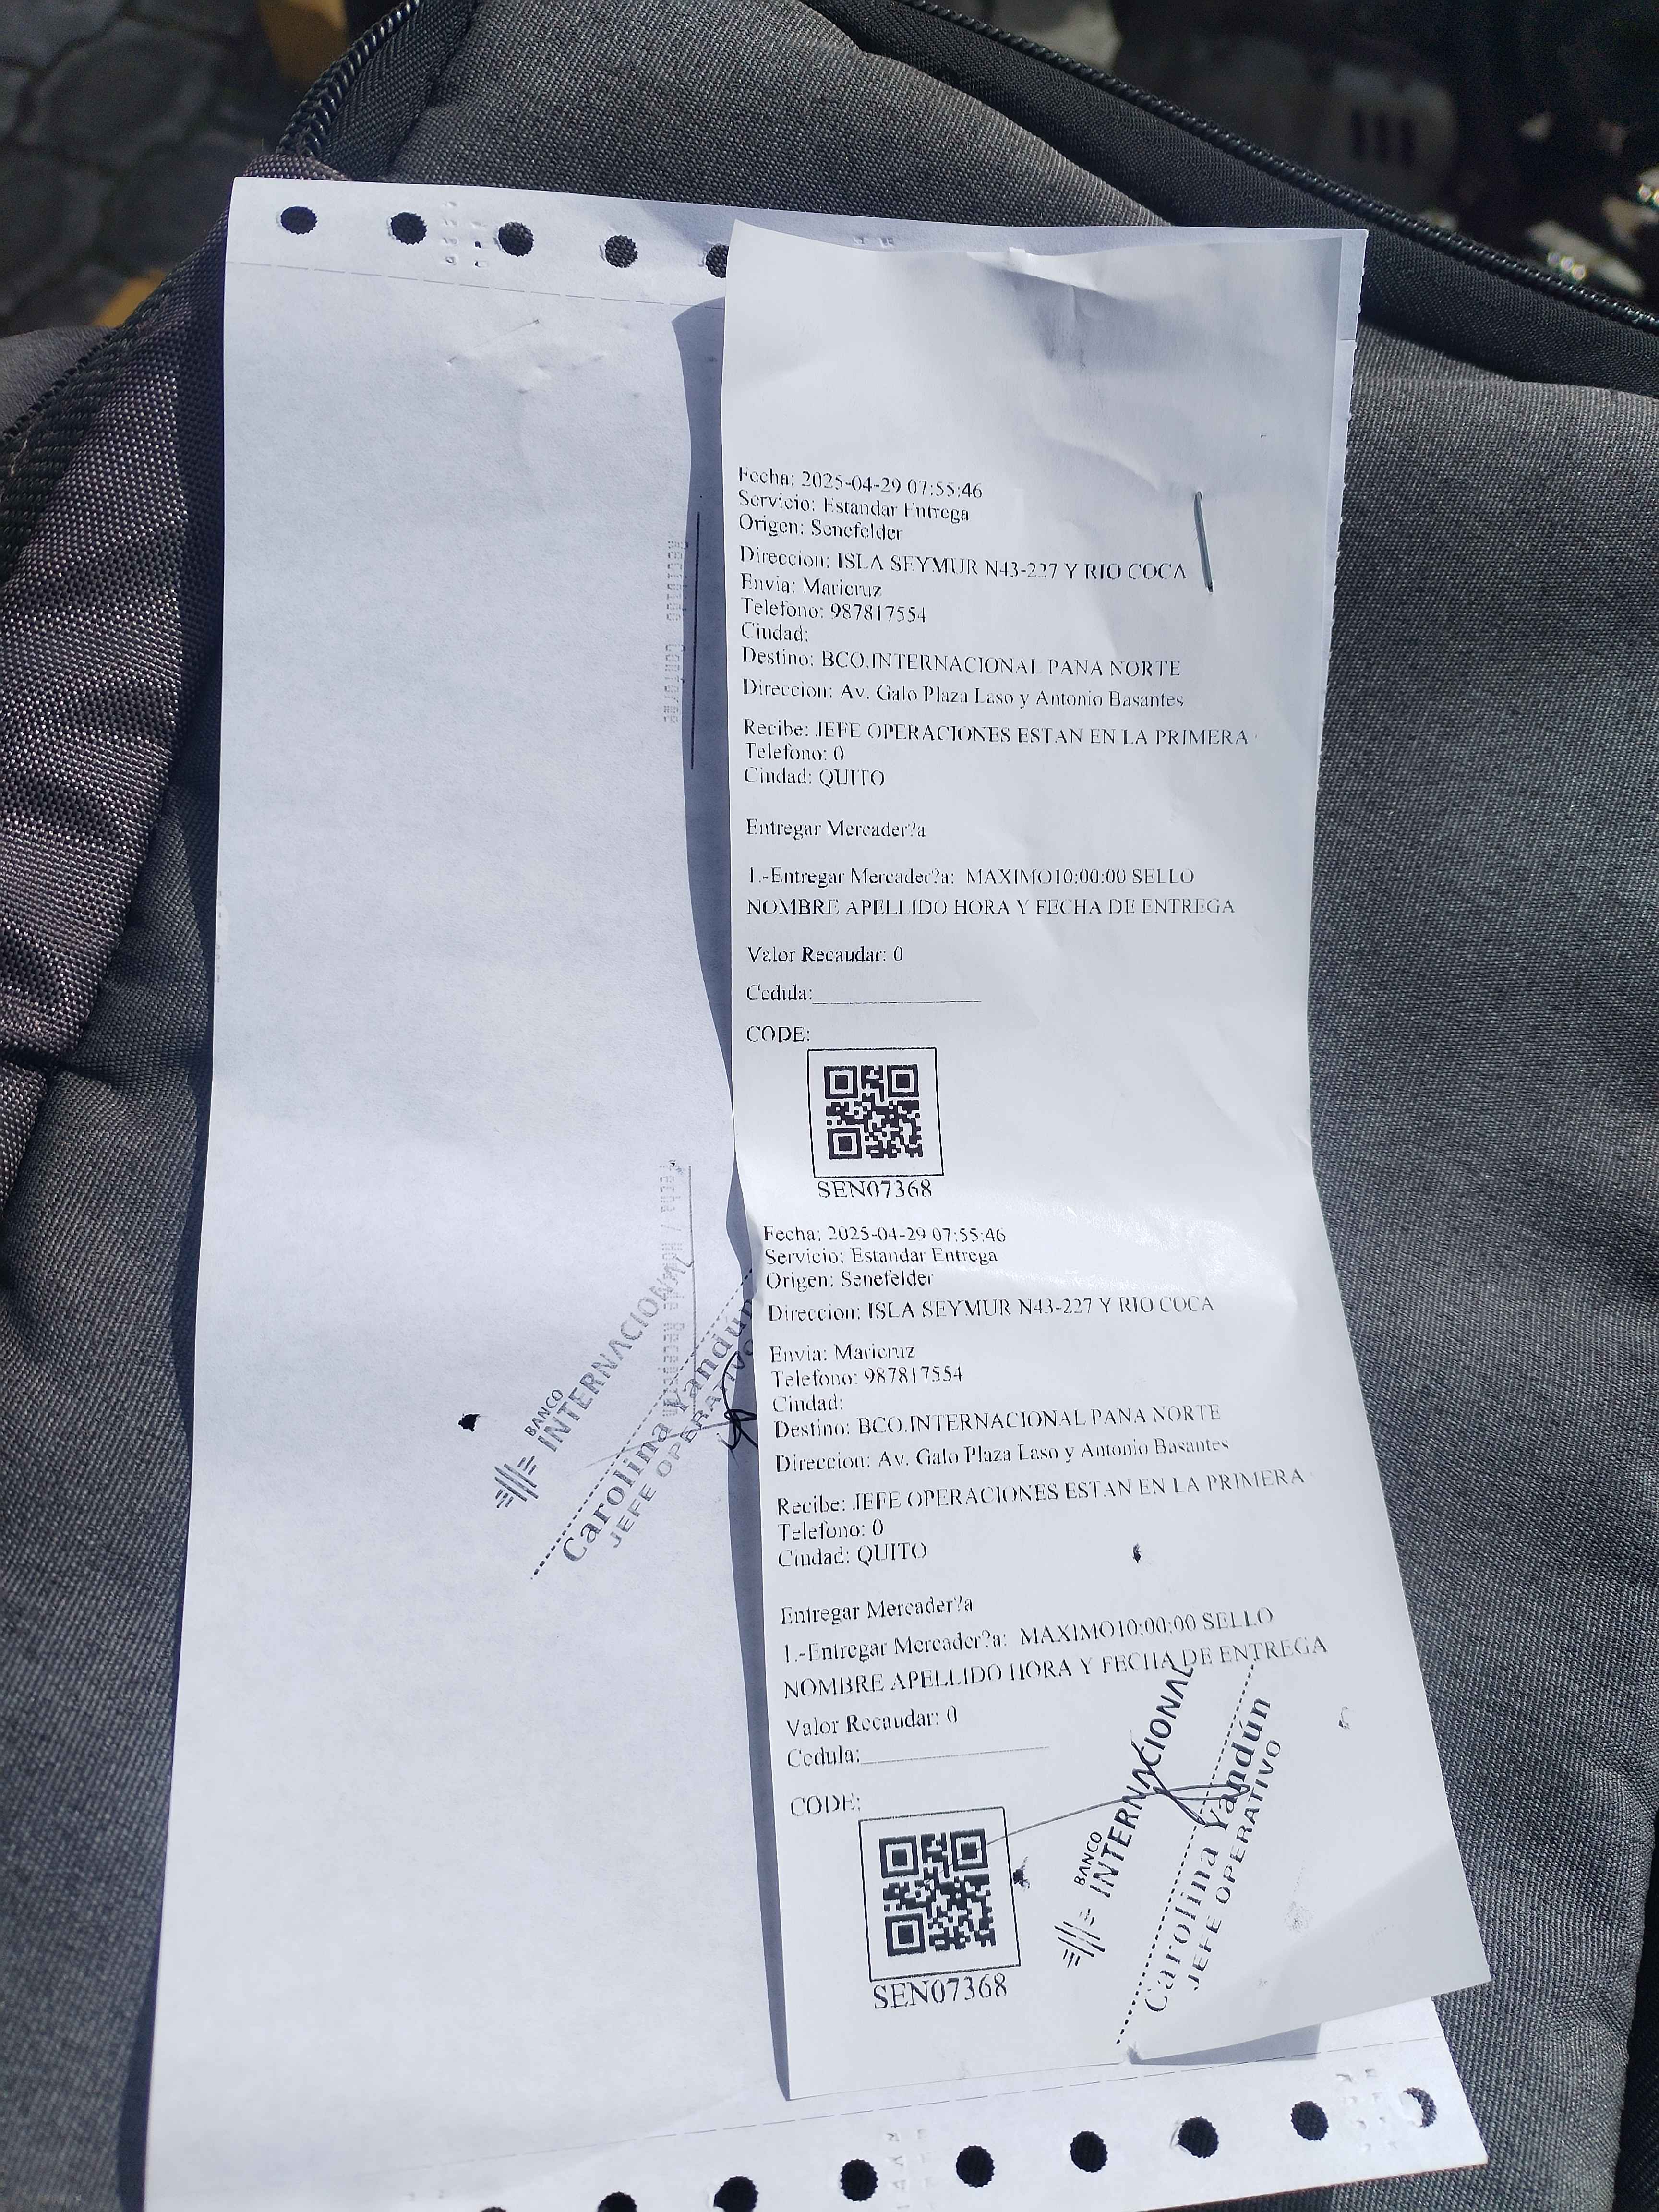 Fecha: 2025-04-29 07:55:46
Servicio: Estandar Entrega
Origen: Senefelder
Direccion: ISLA SEYMUR N43-227 Y RIO COCA
Envia: Maricruz
Telefono: 987817554
Ciudad:
Destino: BCO.INTERNACIONAL PANA NORTE
Direccion: Av. Galo Plaza Laso y Antonio Basantes
Recibe: JEFE OPERACIONES ESTAN EN LA PRIMERA
Telefono: 0
Ciudad: QUITO
Entregar Mercader?a
1.-Entregar Mercader?a: MAXIMO10:00:00 SELLO
NOMBRE APELLIDO HORA Y FECHA DE ENTREGA
Valor Recaudar: 0
Cedula:
CODE:
SEN07368
Fecha: 2025-04-29 07:55:46
Servicio: Estandar Entrega
Origen: Senefelder
Direccion: ISLA SEYMUR N43-227 Y RIO COCA
Envia: Maricruz
Telefono: 987817554
Ciudad:
Destino: BCO.INTERNACIONAL PANA NORTE
Direccion: Av. Galo Plaza Laso y Antonio Basantes
Recibe: JEFE OPERACIONES ESTAN EN LA PRIMERA
Telefono: 0
Ciudad: QUITO
Entregar Mercader?a
1.-Entregar Mercader?a: MAXIMO10:00:00 SELLO
NOMBRE APELLIDO HORA Y FECHA DE ENTREGA
Valor Recaudar: 0
Cedula:
CODE:
SEN07368
BANCO
INTERNACIONAL
Carolina Yandún
JEFE OPERATIVO
Recibido Conforme
Fecha / Hora de Recepción
BANCO
INTERNACIONAL
Carolina Yandún
JEFE OPERATIVO